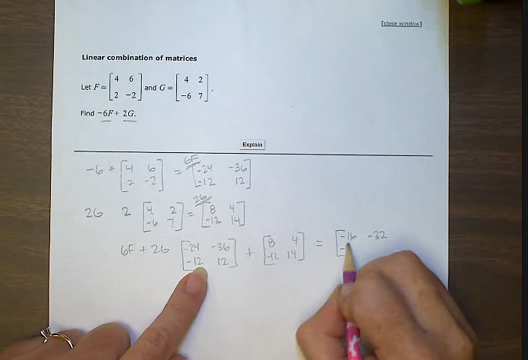 [close window]
Linear combination of matrices
Let F = [4 6; 2 −2] and G = [4 2; −6 7].
Find −6F + 2G.
Explain
-6 * [4 6; 2 -2] = 6F [-24 -36; -12 12]
2G 2 [4 2; -6 7] = 2G [8 4; -12 14]
6F + 2G [-24 -36; -12 12] + [8 4; -12 14] = [-16 -32